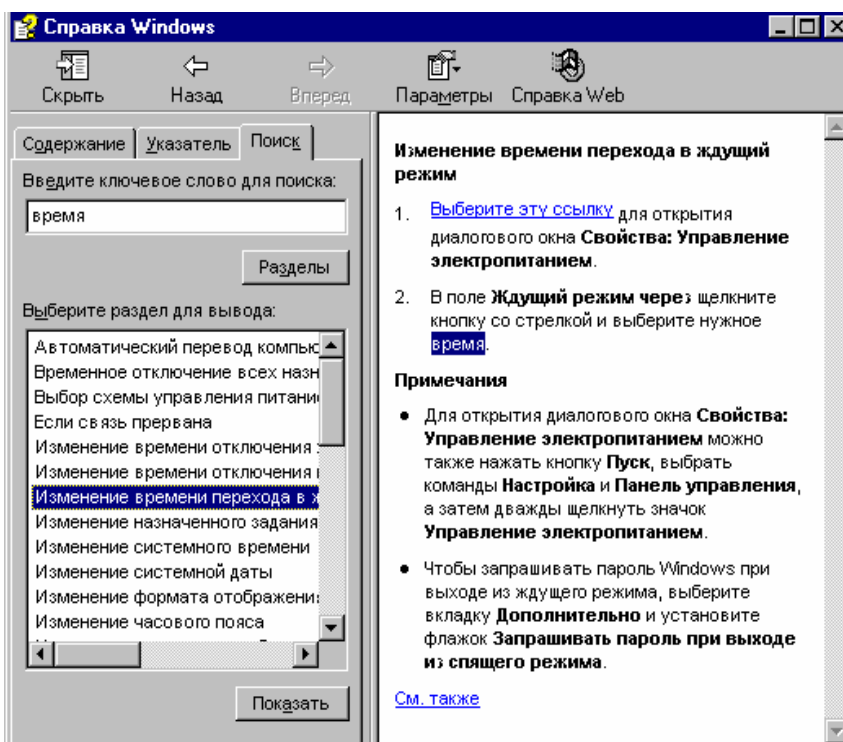 Справка Windows
Скрыть Назад Вперед Параметры Справка Web
Содержание Указатель Поиск
Введите ключевое слово для поиска:
время
Разделы
Выберите раздел для вывода:
Автоматический перевод компьюс
Временное отключение всех назн
Выбор схемы управления питани
Если связь прервана
Изменение времени отключения
Изменение времени отключения
Изменение времени перехода в ж
Изменение назначенного задания
Изменение системного времени
Изменение системной даты
Изменение формата отображени
Изменение часового пояса
Показать
Изменение времени перехода в ждущий
режим
1. Выберите эту ссылку для открытия
диалогового окна Свойства: Управление
электропитанием.
2. В поле Ждущий режим через щелкните
кнопку со стрелкой и выберите нужное
время.
Примечания
● Для открытия диалогового окна Свойства:
Управление электропитанием можно
также нажать кнопку Пуск, выбрать
команды Настройка и Панель управления,
а затем дважды щелкнуть значок
Управление электропитанием.
● Чтобы запрашивать пароль Windows при
выходе из ждущего режима, выберите
вкладку Дополнительно и установите
флажок Запрашивать пароль при выходе
из спящего режима.
См. также